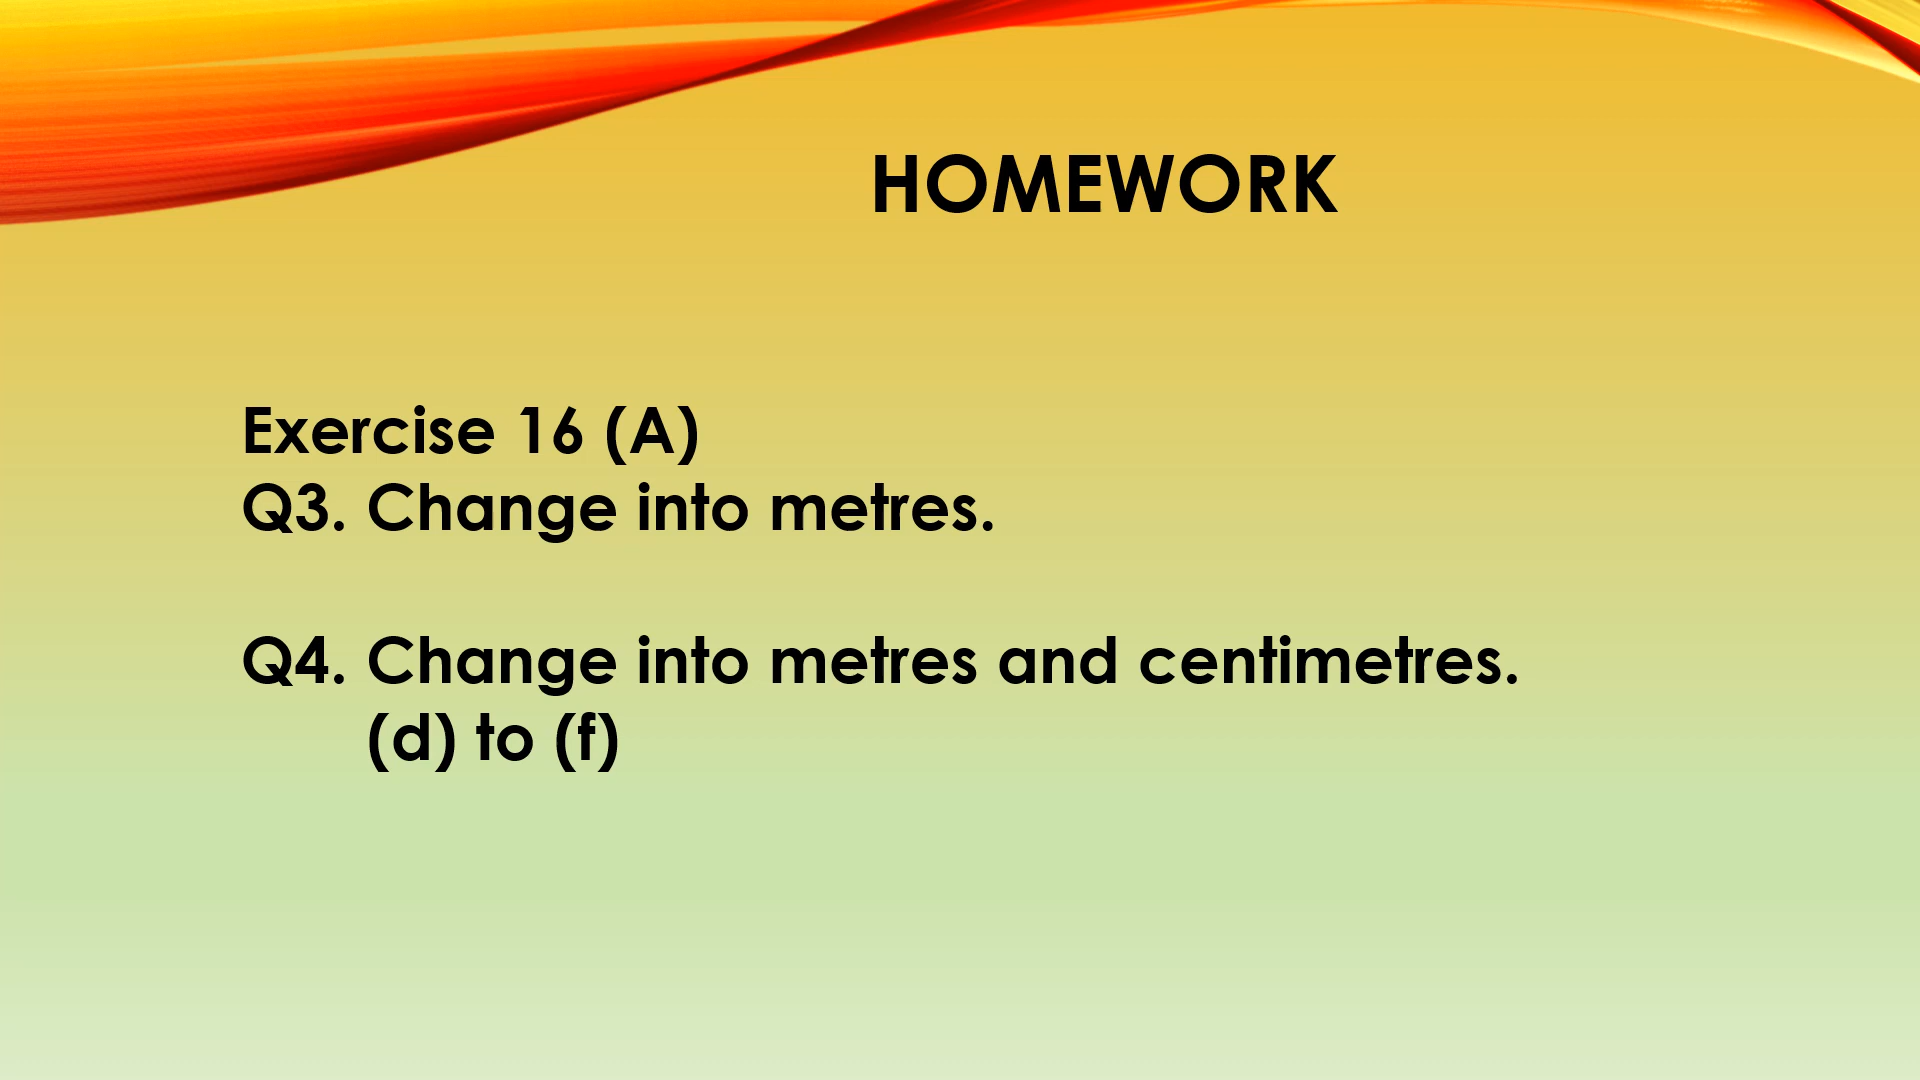 HOMEWORK
Exercise 16 (A)
Q3. Change into metres.
Q4. Change into metres and centimetres.
(d) to (f)